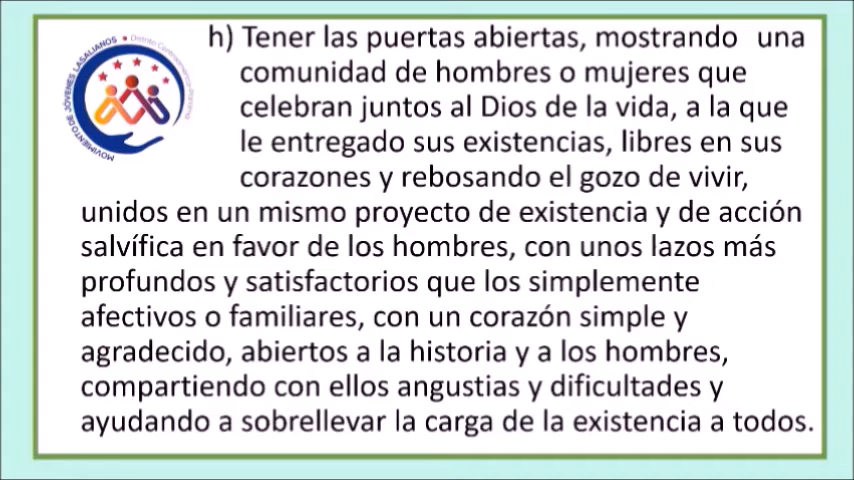 h) Tener las puertas abiertas, mostrando una
comunidad de hombres o mujeres que
celebran juntos al Dios de la vida, a la que
le entregado sus existencias, libres en sus
corazones y rebosando el gozo de vivir,
unidos en un mismo proyecto de existencia y de acción
salvífica en favor de los hombres, con unos lazos más
profundos y satisfactorios que los simplemente
afectivos o familiares, con un corazón simple y
agradecido, abiertos a la historia y a los hombres,
compartiendo con ellos angustias y dificultades y
ayudando a sobrellevar la carga de la existencia a todos.
MOVIMIENTO DE JÓVENES LASALIANOS